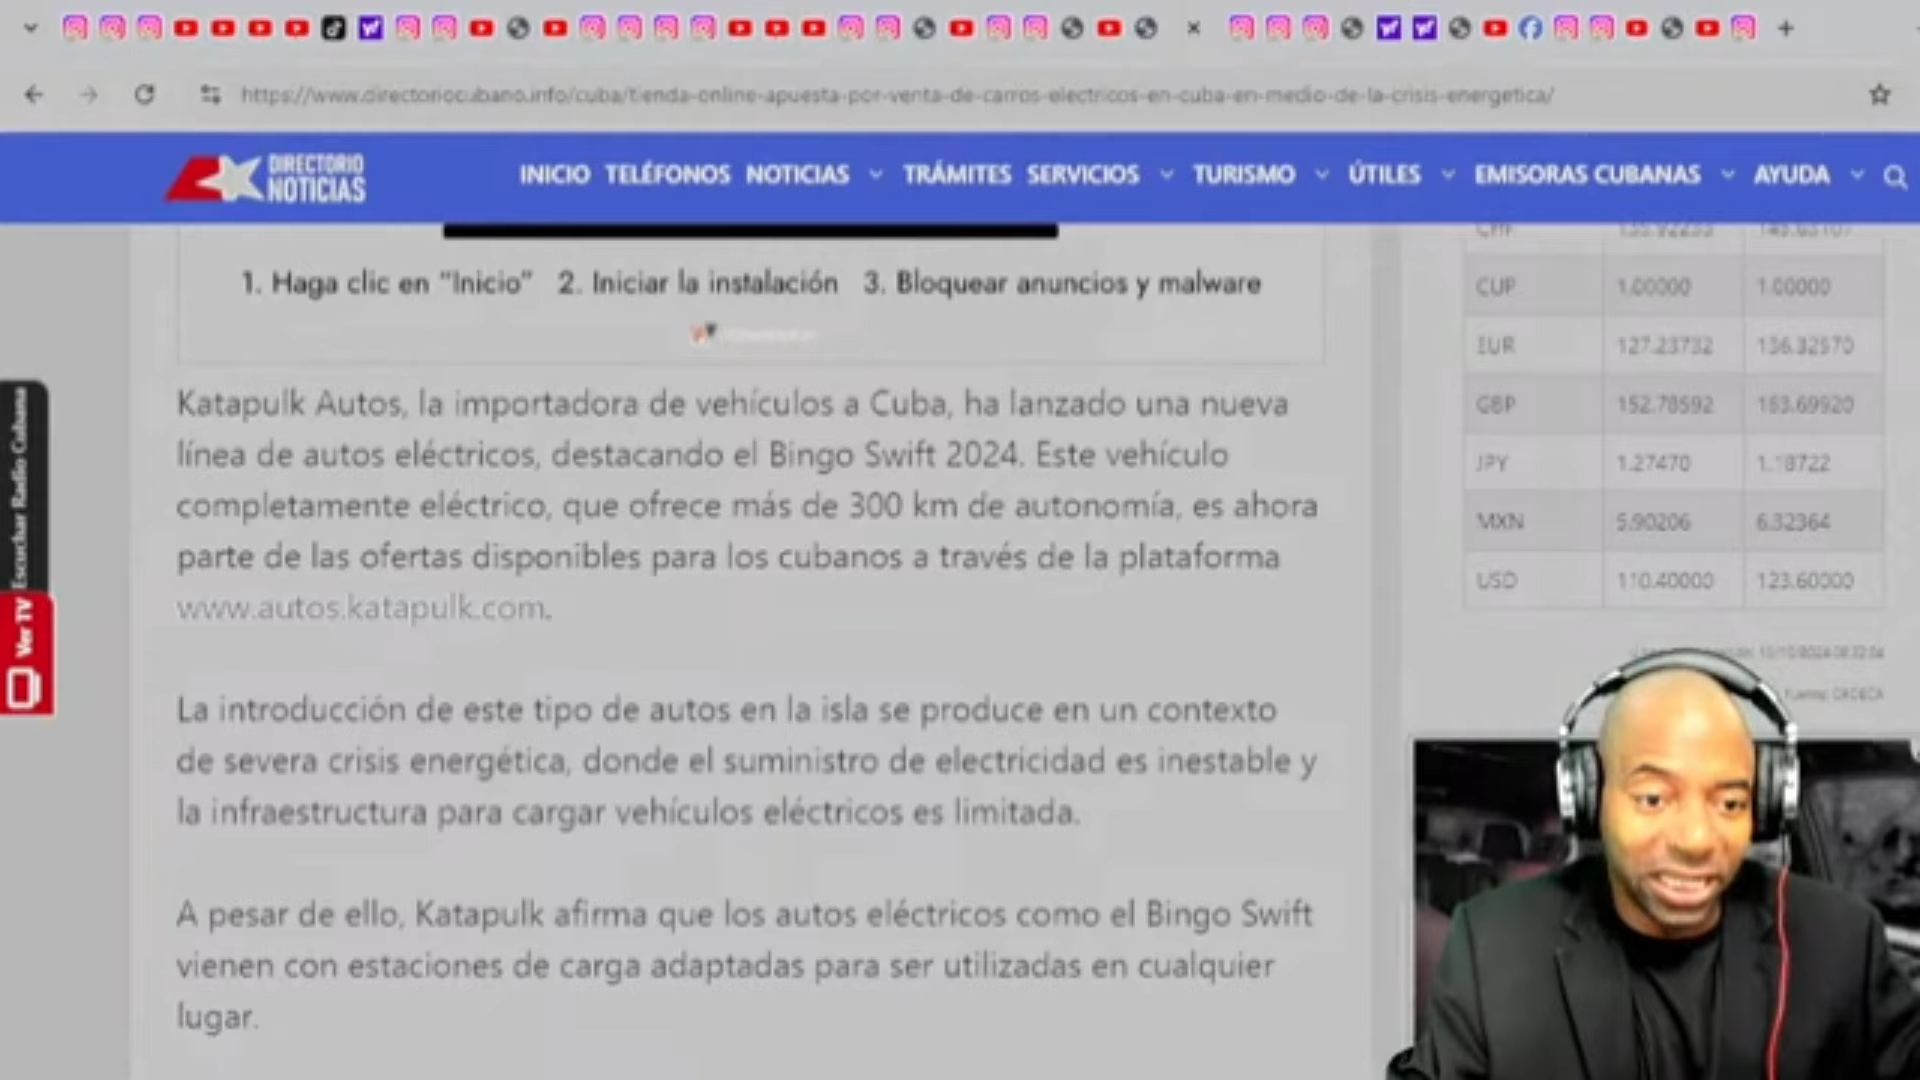 https://www.directoriocubano.info/cuba/tienda-online-apuesta-por-venta-de-carros-electricos-en-cuba-en-medio-de-la-crisis-energetica/
DIRECTORIO
NOTICIAS
INICIO TELÉFONOS NOTICIAS TRÁMITES SERVICIOS TURISMO ÚTILES EMISORAS CUBANAS AYUDA
1. Haga clic en "Inicio" 2. Iniciar la instalación 3. Bloquear anuncios y malware
Katapulk Autos, la importadora de vehículos a Cuba, ha lanzado una nueva
línea de autos eléctricos, destacando el Bingo Swift 2024. Este vehículo
completamente eléctrico, que ofrece más de 300 km de autonomía, es ahora
parte de las ofertas disponibles para los cubanos a través de la plataforma
www.autos.katapulk.com.
La introducción de este tipo de autos en la isla se produce en un contexto
de severa crisis energética, donde el suministro de electricidad es inestable y
la infraestructura para cargar vehículos eléctricos es limitada.
A pesar de ello, Katapulk afirma que los autos eléctricos como el Bingo Swift
vienen con estaciones de carga adaptadas para ser utilizadas en cualquier
lugar.
CUP 1.00000 1.00000
EUR 127.23732 136.32570
GBP 152.78592 163.69920
JPY 1.27470 1.18722
MXN 5.90206 6.32364
USD 110.40000 123.60000
Escuchar Radio Cubana
Ver TV